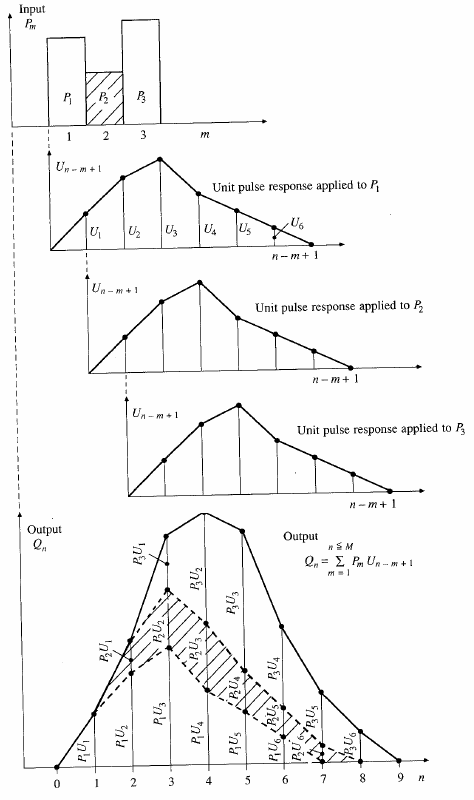 Input
P_m
P_1 P_2 P_3
1 2 3 m
U_{n-m+1}
Unit pulse response applied to P_1
U_1 U_2 U_3 U_4 U_5 U_6
n-m+1
U_{n-m+1}
Unit pulse response applied to P_2
n-m+1
U_{n-m+1}
Unit pulse response applied to P_3
n-m+1
Output
Q_n
Output
n ≦ M
Q_n = Σ P_m U_{n-m+1}
m = 1
P_3U_1 P_3U_2 P_3U_3 P_3U_4 P_3U_5 P_3U_6
P_2U_1 P_2U_2 P_2U_3 P_2U_4 P_2U_5 P_2U_6
P_1U_1 P_1U_2 P_1U_3 P_1U_4 P_1U_5 P_1U_6
0 1 2 3 4 5 6 7 8 9 n